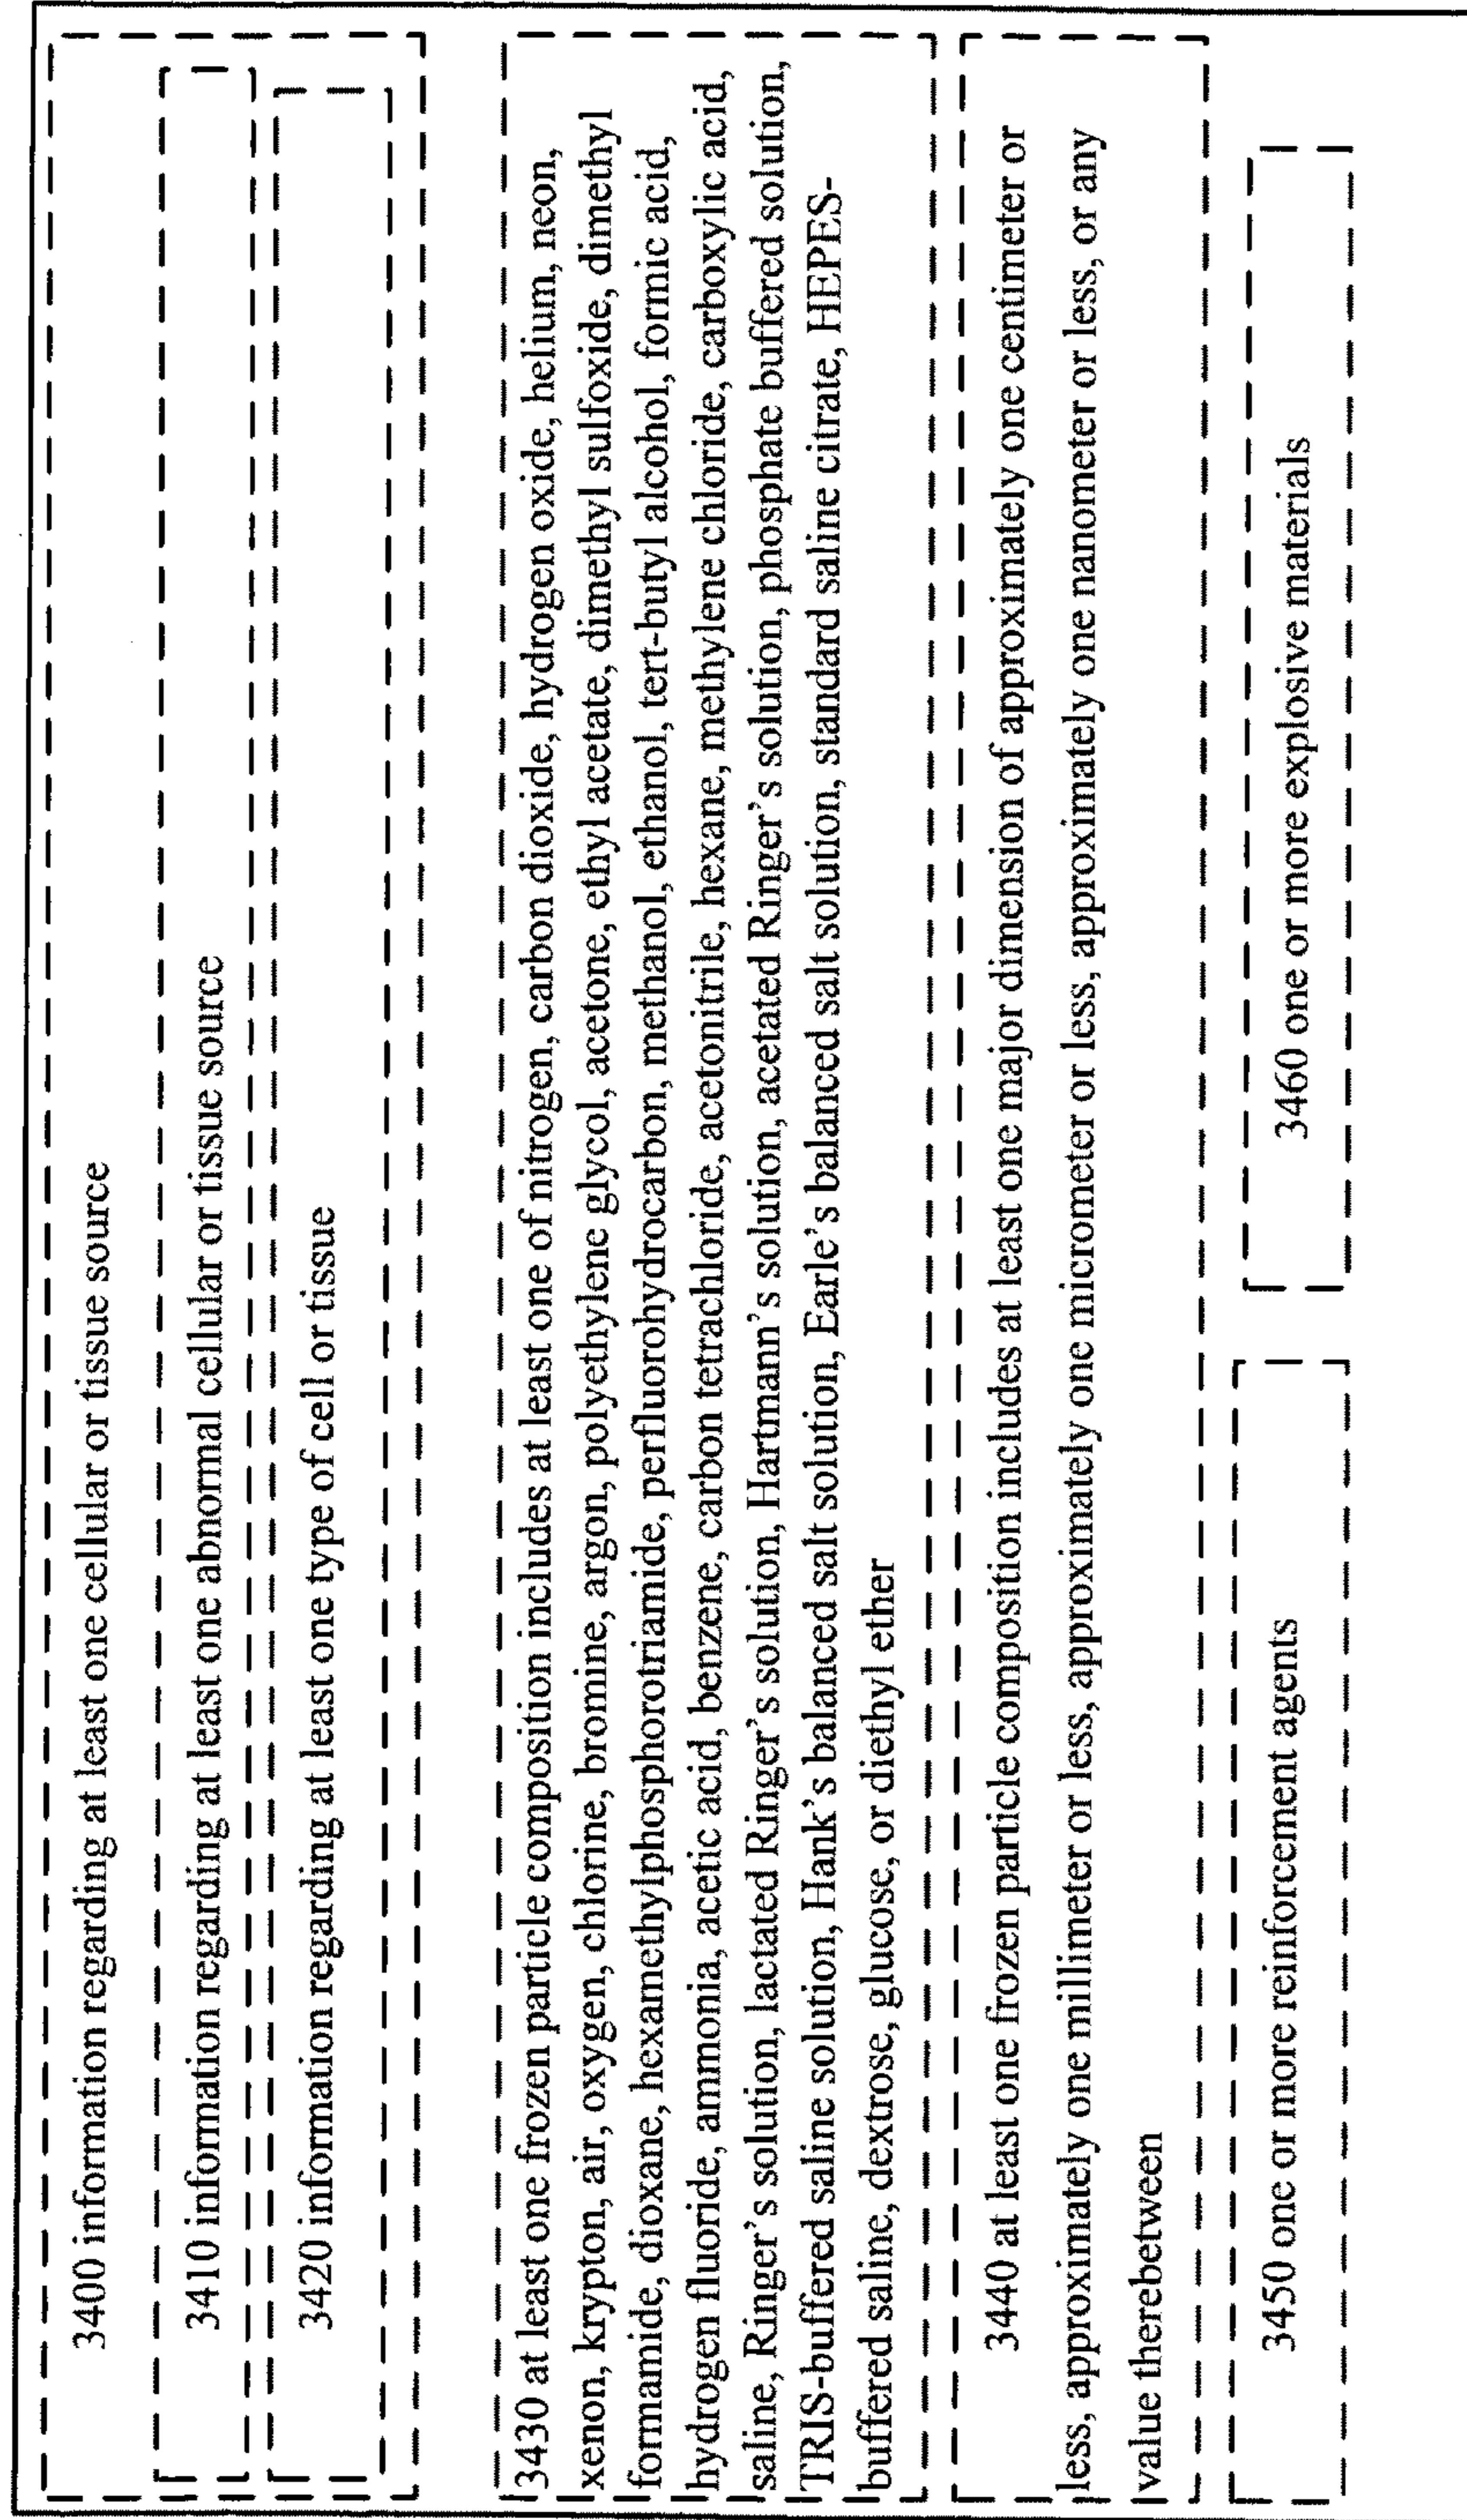 3400 information regarding at least one cellular or tissue source
3410 information regarding at least one abnormal cellular or tissue source
3420 information regarding at least one type of cell or tissue
3430 at least one frozen particle composition includes at least one of nitrogen, carbon dioxide, hydrogen oxide, helium, neon,
xenon, krypton, air, oxygen, chlorine, bromine, argon, polyethylene glycol, acetone, ethyl acetate, dimethyl sulfoxide, dimethyl
formamide, dioxane, hexamethylphosphorotriamide, perfluorohydrocarbon, methanol, ethanol, tert-butyl alcohol, formic acid,
hydrogen fluoride, ammonia, acetic acid, benzene, carbon tetrachloride, acetonitrile, hexane, methylene chloride, carboxylic acid,
saline, Ringer's solution, lactated Ringer's solution, Hartmann's solution, acetated Ringer's solution, phosphate buffered solution,
TRIS-buffered saline solution, Hank's balanced salt solution, Earle's balanced salt solution, standard saline citrate, HEPES-
buffered saline, dextrose, glucose, or diethyl ether
3440 at least one frozen particle composition includes at least one major dimension of approximately one centimeter or
less, approximately one millimeter or less, approximately one micrometer or less, approximately one nanometer or less, or any
value therebetween
3450 one or more reinforcement agents
3460 one or more explosive materials